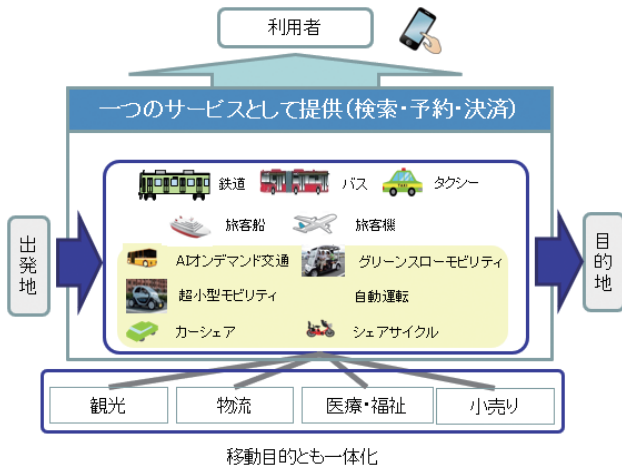 利用者
一つのサービスとして提供(検索・予約・決済)
鉄道 バス TAXI タクシー
旅客船 旅客機
出発地
目的地
AIオンデマンド交通 グリーンスローモビリティ
超小型モビリティ 自動運転
カーシェア シェアサイクル
観光 物流 医療・福祉 小売り
移動目的とも一体化